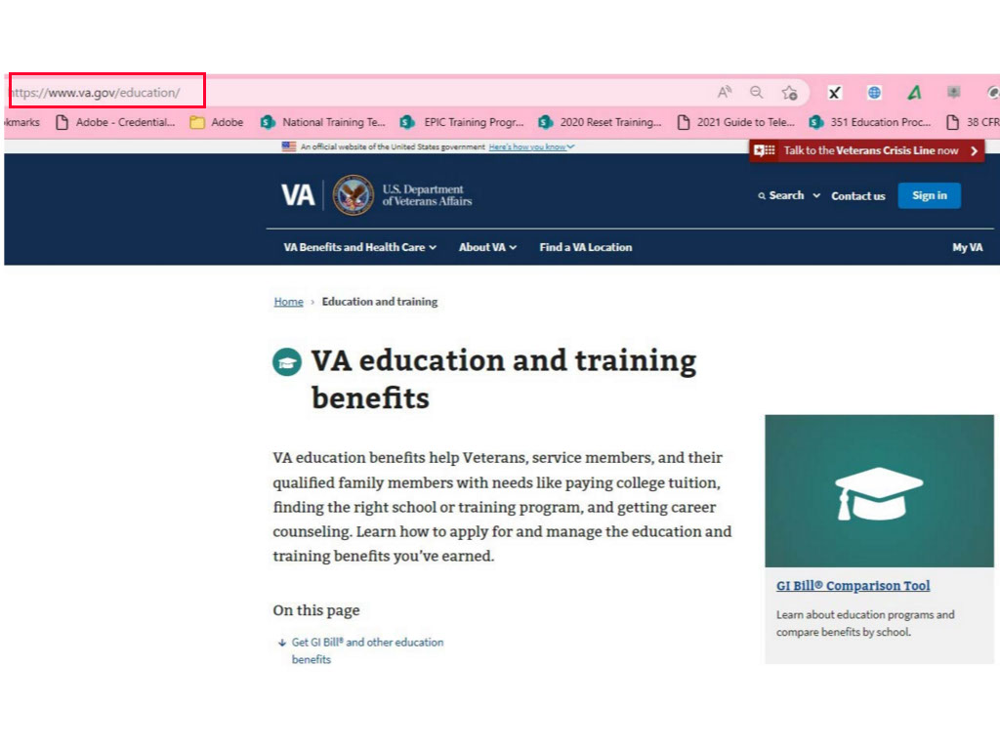 ttps://www.va.gov/education/
okmarks Adobe - Credential... Adobe National Training Te... EPIC Training Progr... 2020 Reset Training... 2021 Guide to Tele... 351 Education Proc... 38 CFR
An official website of the United States government Here's how you know
Talk to the Veterans Crisis Line now
VA U.S. Department
of Veterans Affairs
Search Contact us Sign in
VA Benefits and Health Care About VA Find a VA Location My VA
Home › Education and training
VA education and training
benefits
VA education benefits help Veterans, service members, and their
qualified family members with needs like paying college tuition,
finding the right school or training program, and getting career
counseling. Learn how to apply for and manage the education and
training benefits you've earned.
On this page
Get GI Bill® and other education
benefits
GI Bill® Comparison Tool
Learn about education programs and
compare benefits by school.